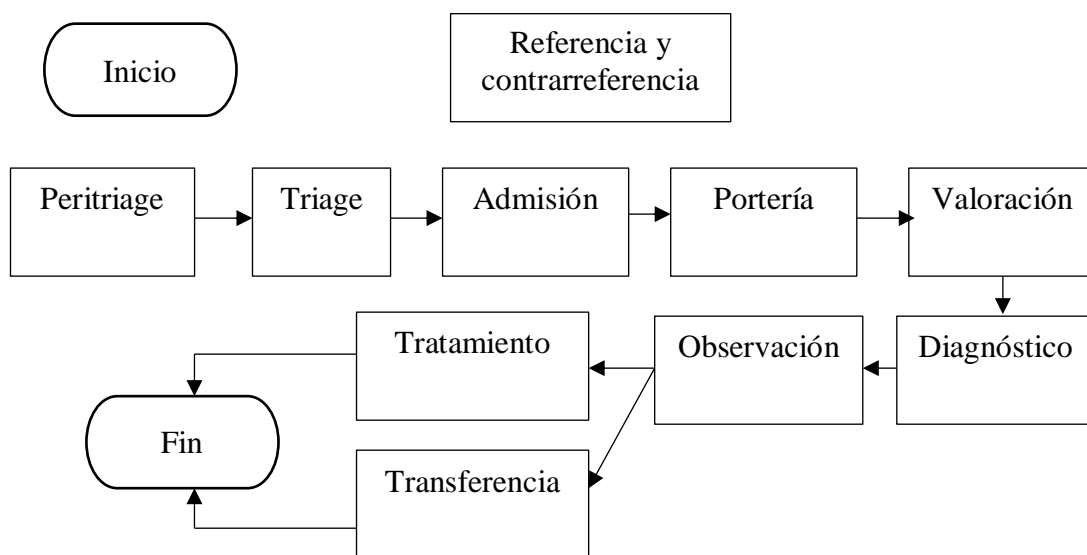 Inicio
Referencia y
contrarreferencia
Peritriage
Triage
Admisión
Portería
Valoración
Tratamiento
Observación
Diagnóstico
Fin
Transferencia